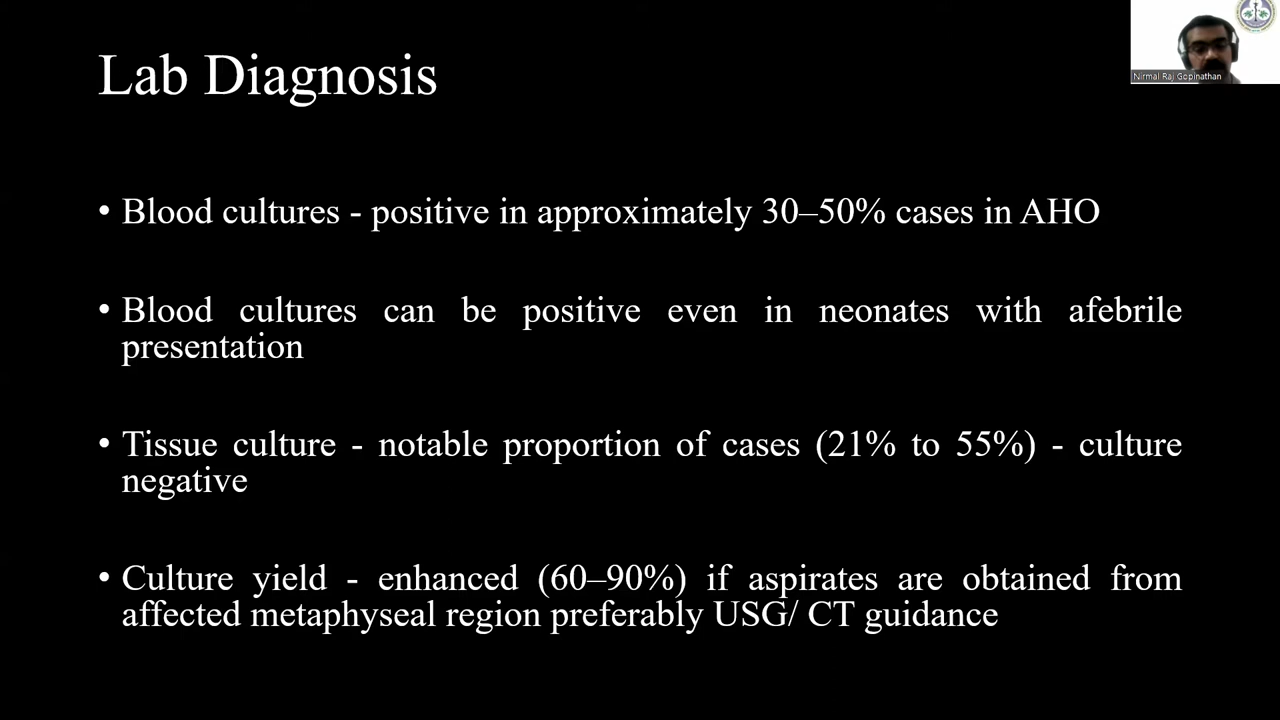 Lab Diagnosis
Nirmal Raj Gopinathan
• Blood cultures - positive in approximately 30–50% cases in AHO
• Blood cultures can be positive even in neonates with afebrile
presentation
• Tissue culture - notable proportion of cases (21% to 55%) - culture
negative
• Culture yield - enhanced (60–90%) if aspirates are obtained from
affected metaphyseal region preferably USG/ CT guidance